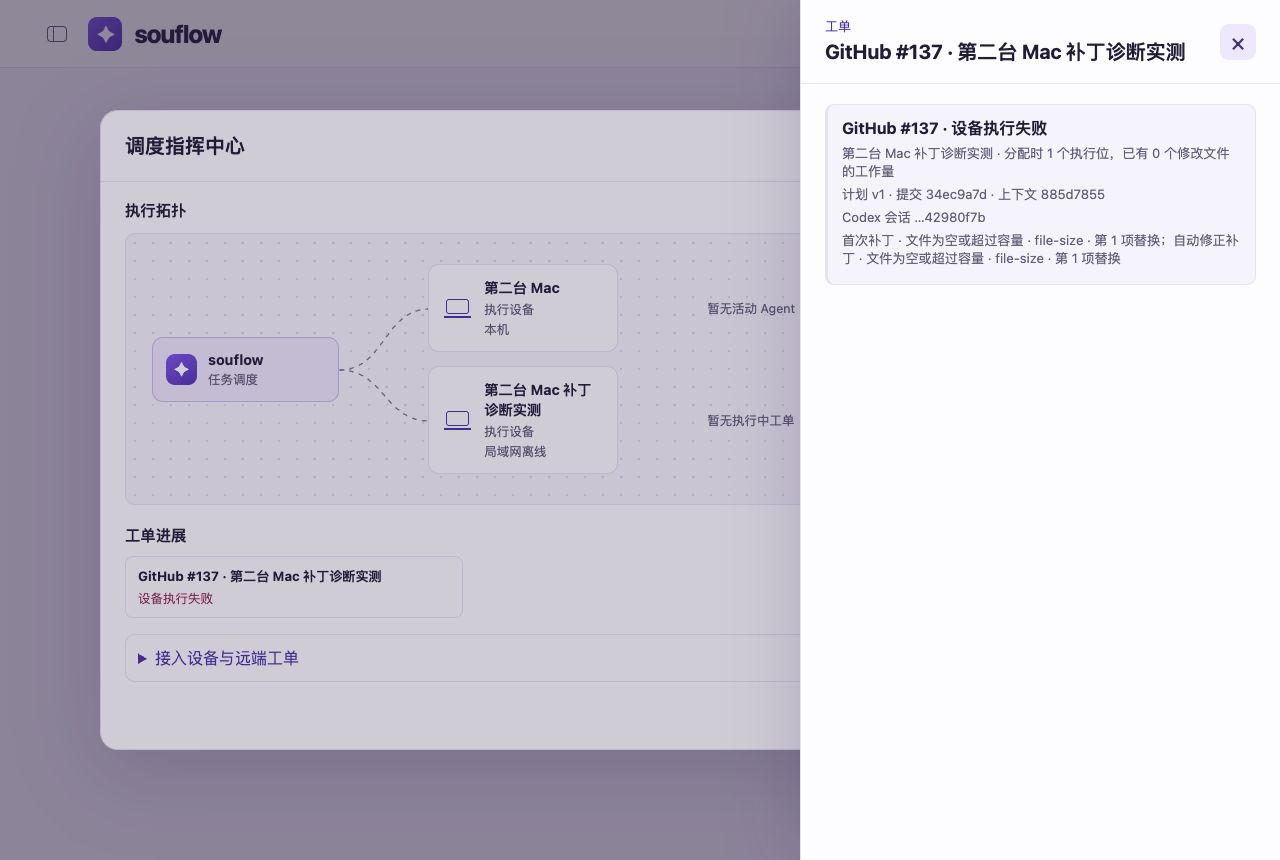 souflow
调度指挥中心
执行拓扑
souflow
任务调度
第二台 Mac
执行设备
本机
暂无活动 Agent
第二台 Mac 补丁
诊断实测
执行设备
局域网离线
暂无执行中工单
工单进展
GitHub #137 · 第二台 Mac 补丁诊断实测
设备执行失败
接入设备与远端工单
工单
GitHub #137 · 第二台 Mac 补丁诊断实测
GitHub #137 · 设备执行失败
第二台 Mac 补丁诊断实测 · 分配时 1 个执行位，已有 0 个修改文件
的工作量
计划 v1 · 提交 34ec9a7d · 上下文 885d7855
Codex 会话 …42980f7b
首次补丁 · 文件为空或超过容量 · file-size · 第 1 项替换；自动修正补
丁 · 文件为空或超过容量 · file-size · 第 1 项替换